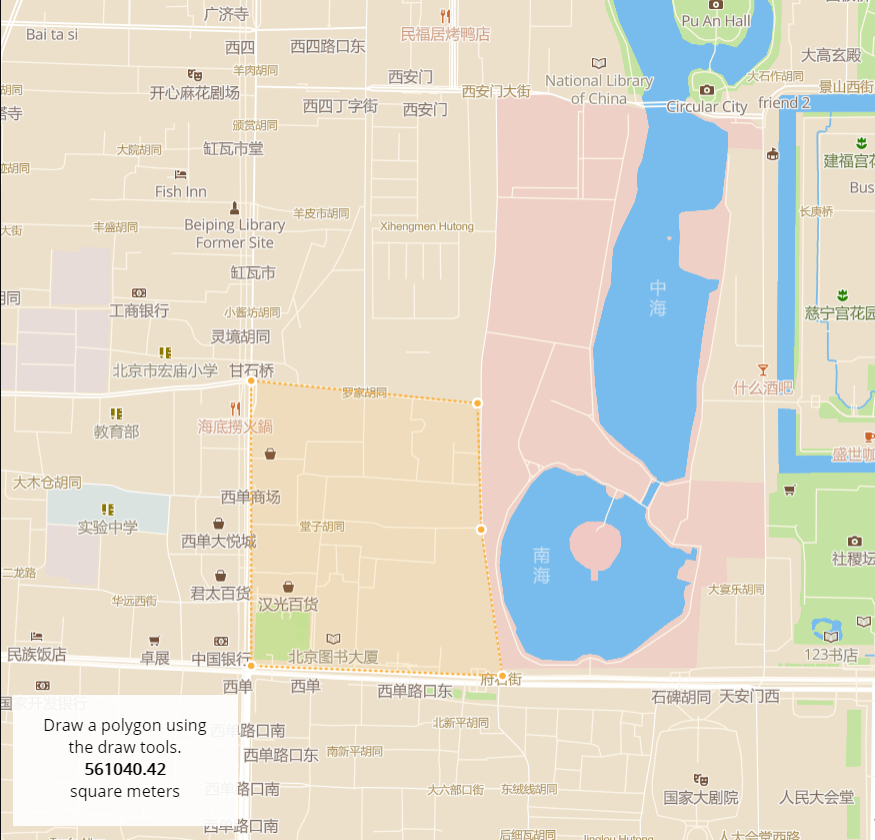 广济寺
Pu An Hall
Bai ta si
民福居烤鸭店
西四
西四路口东
大高玄殿
羊肉胡同
西安门
National Library
of China
大石作胡同
开心麻花剧场
西安门大街
景山西街
胡同
西四丁字街
西安门
Circular City
friend 2
塔寺
颁赏胡同
大院胡同
缸瓦市堂
建福宫花
Fish Inn
Bus
羊皮市胡同
长庚桥
大街
丰盛胡同
Beiping Library
Former Site
Xihengmen Hutong
缸瓦市
中海
胡同
工商银行
小酱坊胡同
慈宁宫花园
灵境胡同
北京市宏庙小学
甘石桥
罗家胡同
什么酒吧
教育部
海底捞火鍋
盛世咖
大木仓胡同
西单商场
实验中学
堂子胡同
西单大悦城
南海
社稷坛
二龙路
君太百货
汉光百货
大宴乐胡同
华远西街
民族饭店
卓展
中国银行
北京图书大厦
123书店
西单
西单
西单路口东
府右街
石碑胡同
天安门西
Draw a polygon using
the draw tools.
561040.42
square meters
单路口南
北新平胡同
西单路口东
南新平胡同
单路口南
大六部口街
东绒线胡同
国家大剧院
人民大会堂
单路口南
后细瓦胡同
人大会堂西路